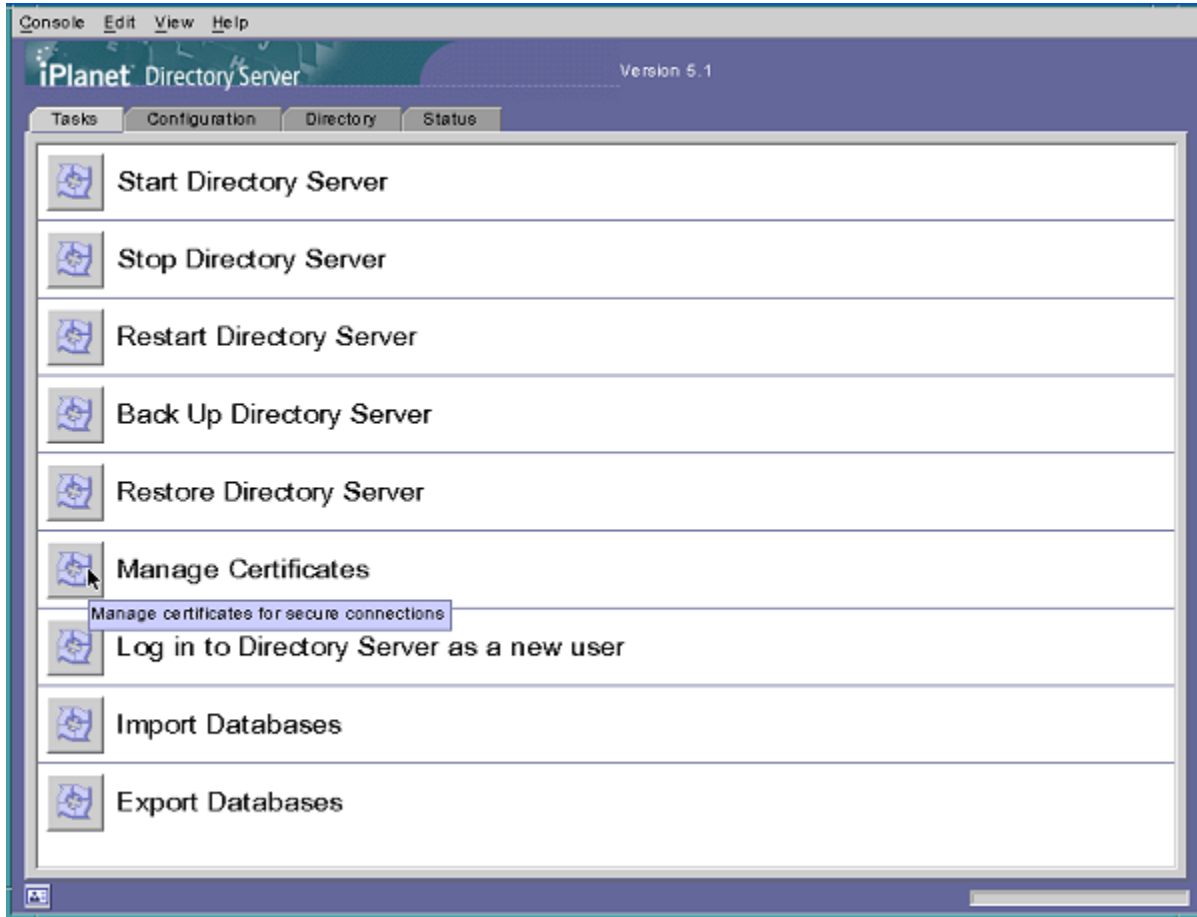 Console Edit View Help
iPlanet Directory Server Version 5.1
Tasks Configuration Directory Status
Start Directory Server
Stop Directory Server
Restart Directory Server
Back Up Directory Server
Restore Directory Server
Manage Certificates
Manage certificates for secure connections
Log in to Directory Server as a new user
Import Databases
Export Databases